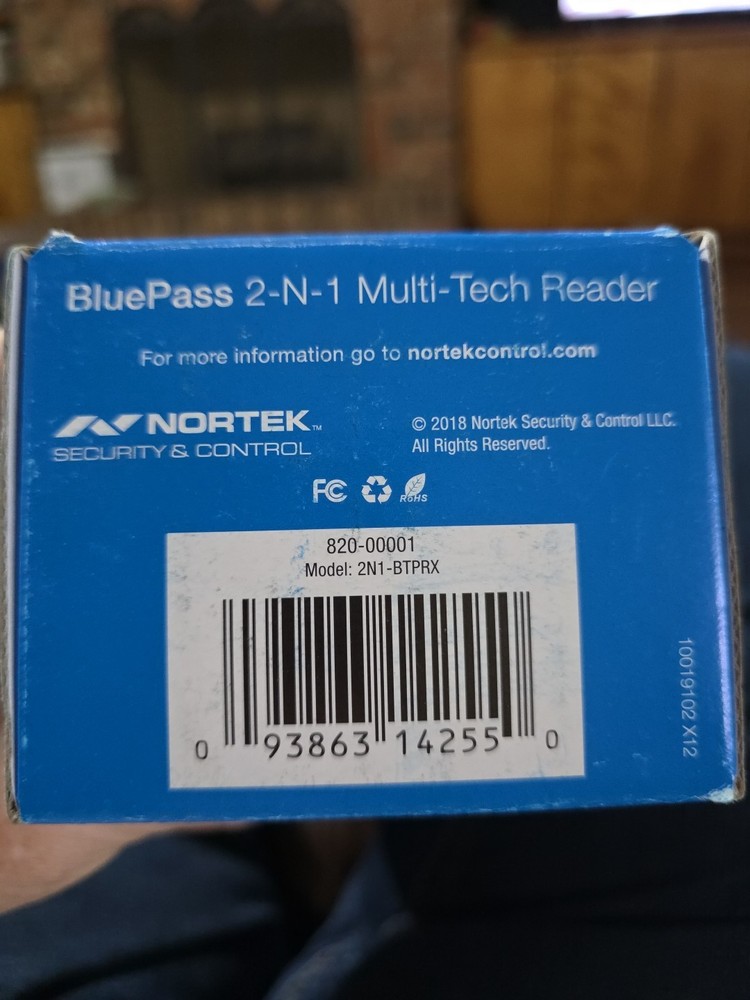 BluePass 2-N-1 Multi-Tech Reader
For more information go to nortekcontrol.com
NORTEK™
SECURITY & CONTROL
© 2018 Nortek Security & Control LLC.
All Rights Reserved.
FC
RoHS
820-00001
Model: 2N1-BTPRX
0 93863 14255 0
10019102 X12